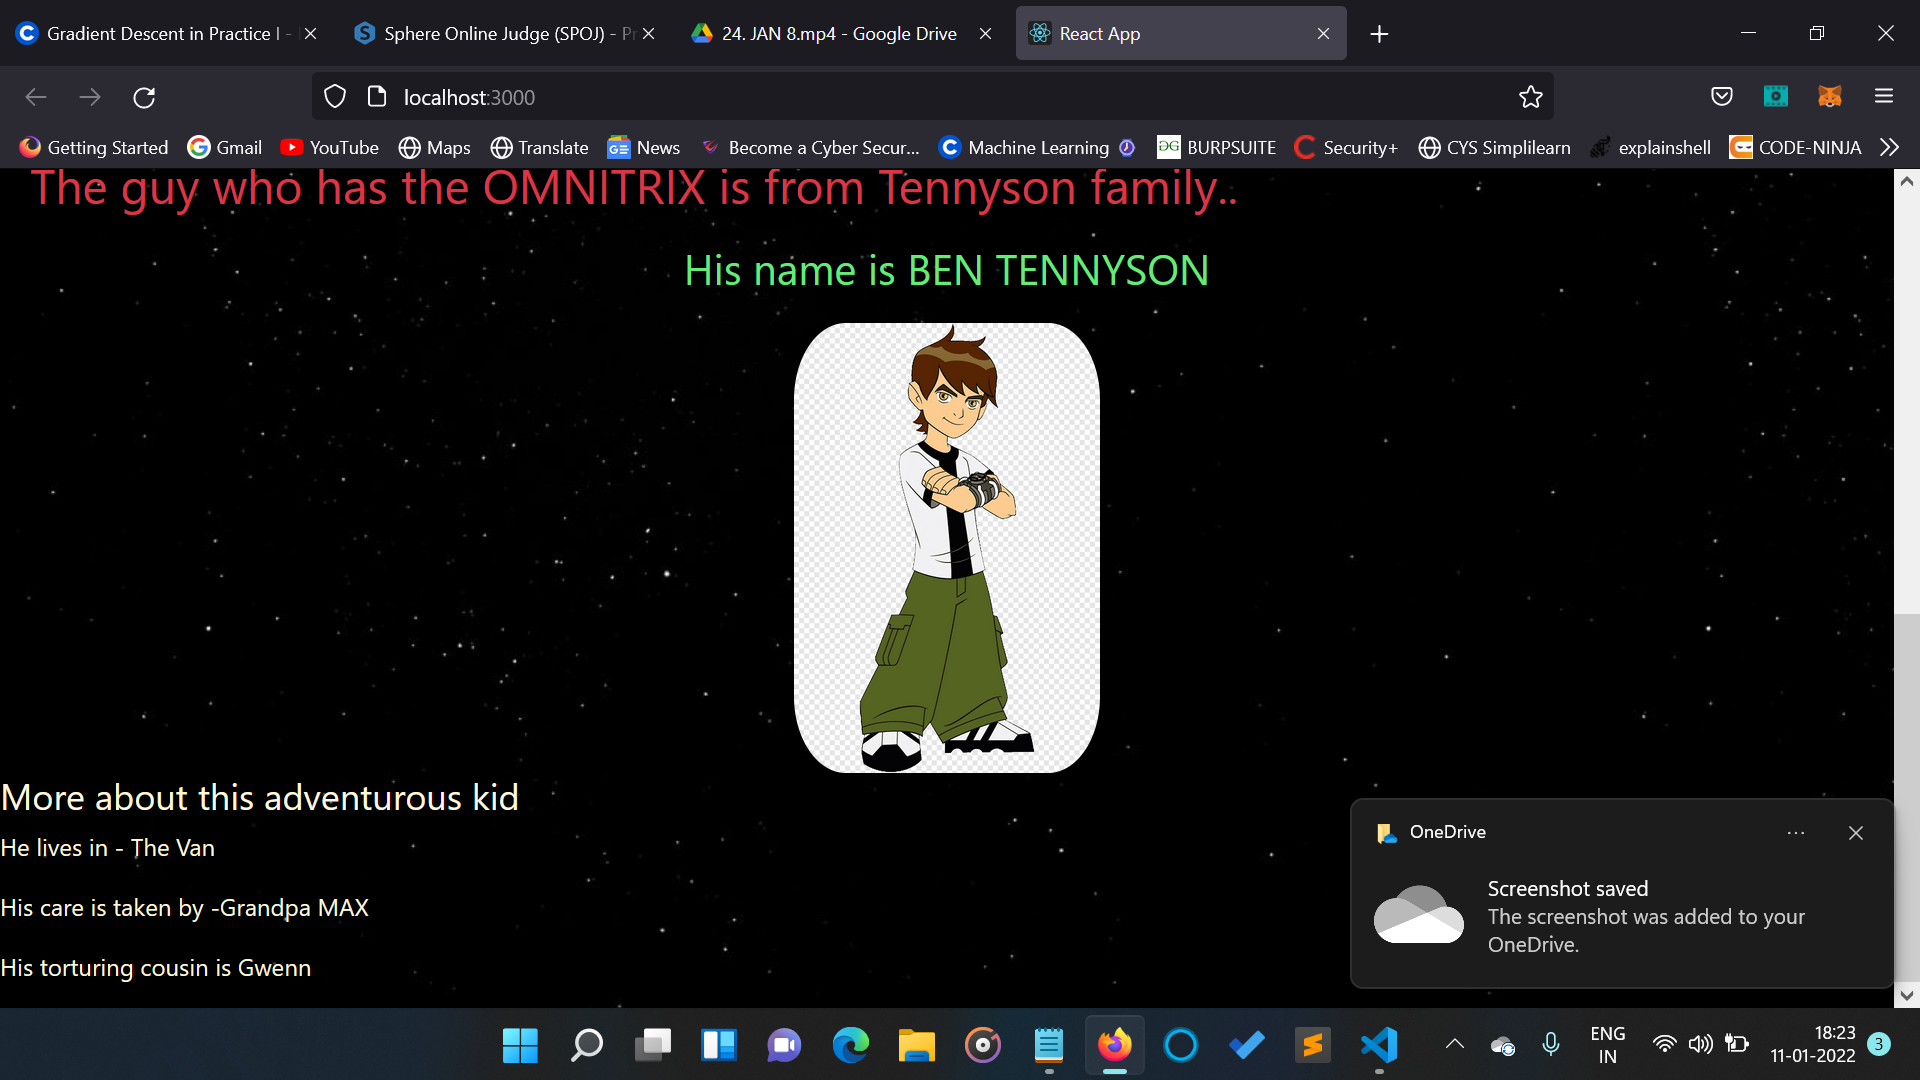 Gradient Descent in Practice I -
Sphere Online Judge (SPOJ) - Pr
24. JAN 8.mp4 - Google Drive
React App
localhost:3000
Getting Started
Gmail
YouTube
Maps
Translate
News
Become a Cyber Secur...
Machine Learning
BURPSUITE
Security+
CYS Simplilearn
explainshell
CODE-NINJA
The guy who has the OMNITRIX is from Tennyson family..
His name is BEN TENNYSON
More about this adventurous kid
He lives in - The Van
His care is taken by -Grandpa MAX
His torturing cousin is Gwenn
OneDrive
Screenshot saved
The screenshot was added to your
OneDrive.
ENG
IN
18:23
11-01-2022
3